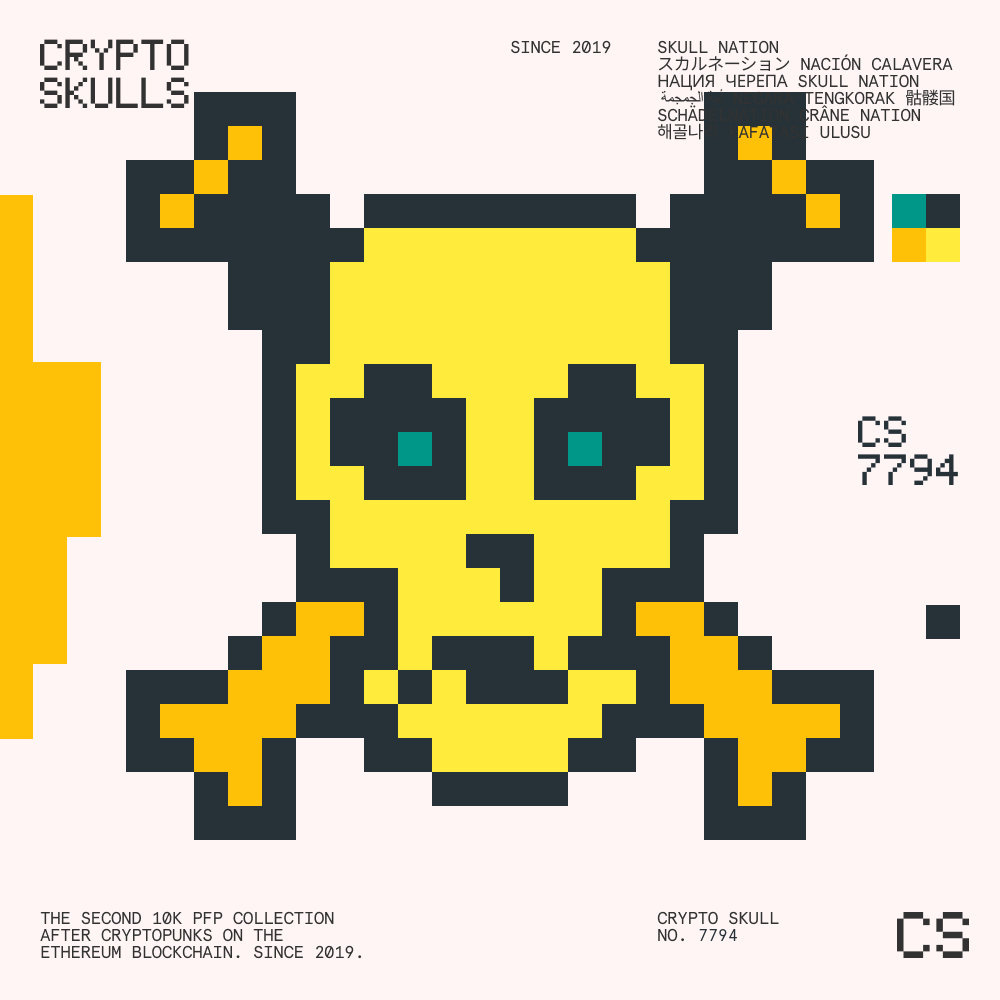 CRYPTO
SKULLS
SINCE 2019
SKULL NATION
スカルネーション NACIÓN CALAVERA
НАЦИЯ ЧЕРЕПА SKULL NATION
الجمجمة TENGKORAK 骷髅国
CRÂNE NATION
ULUSU
CS
7794
THE SECOND 10K PFP COLLECTION
AFTER CRYPTOPUNKS ON THE
ETHEREUM BLOCKCHAIN. SINCE 2019.
CRYPTO SKULL
NO. 7794
CS